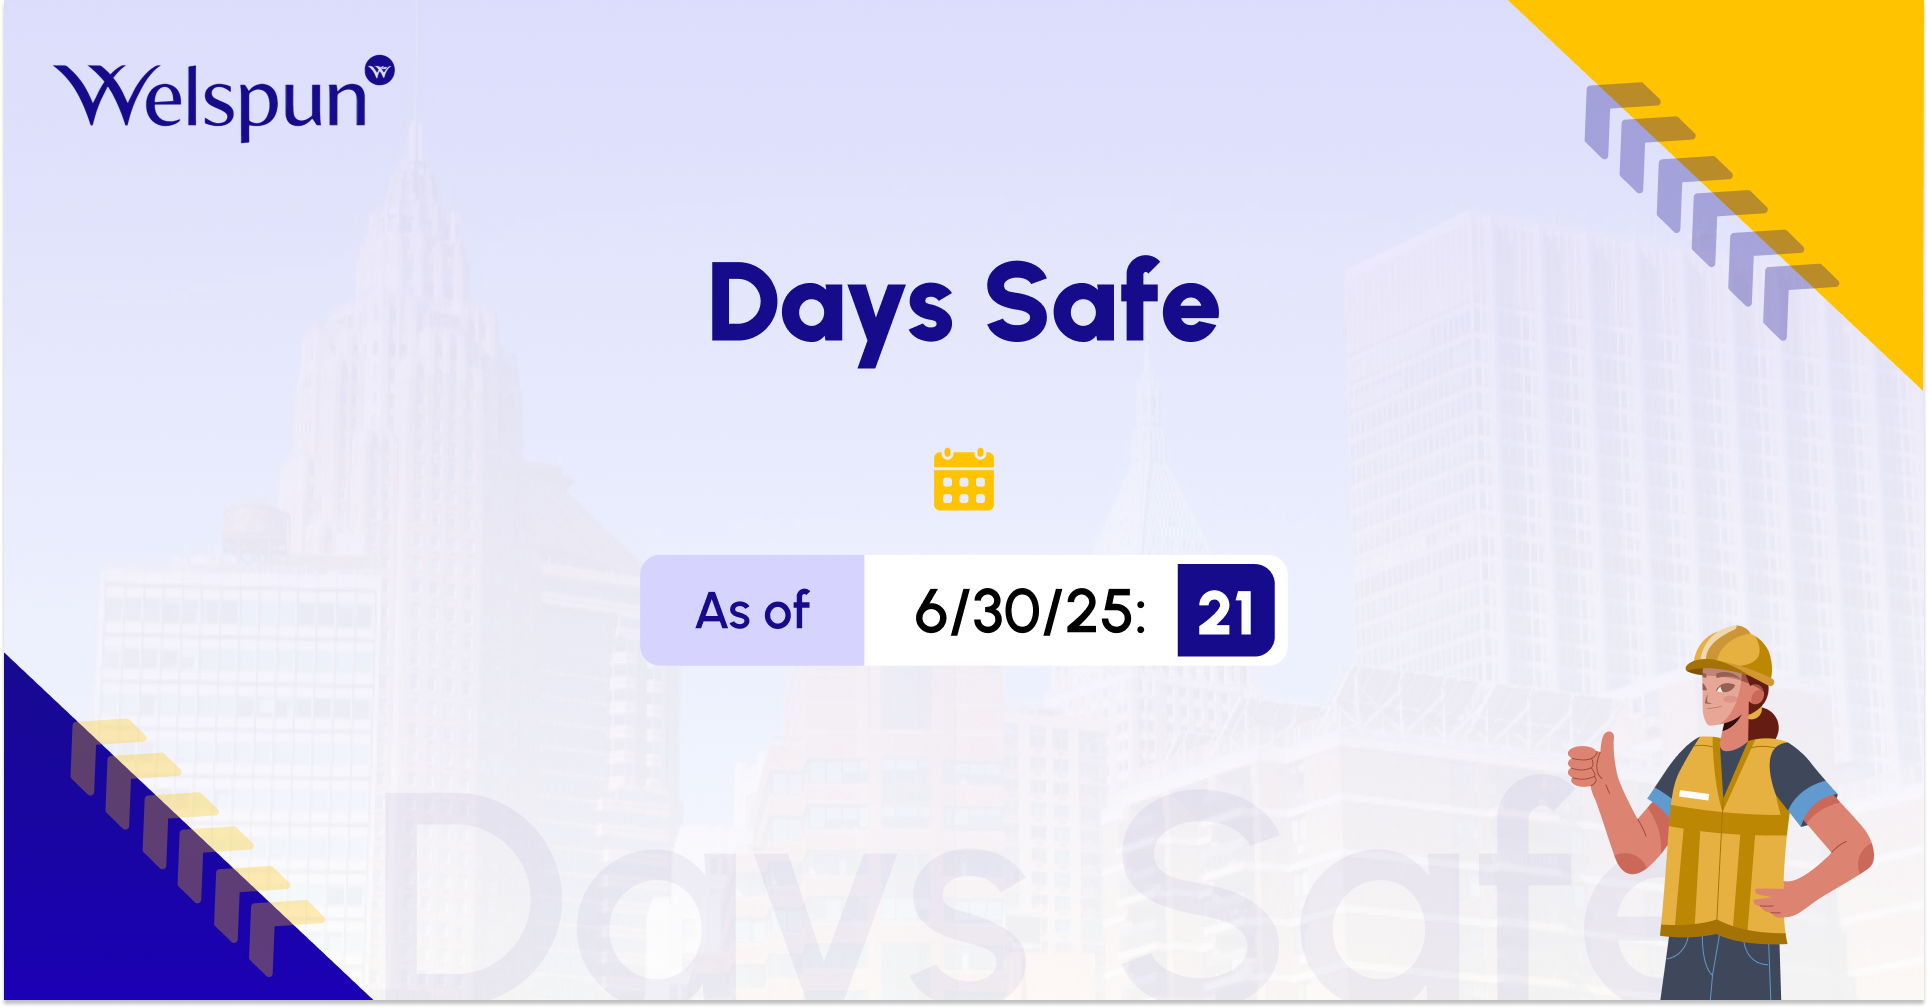 Welspun
Days Safe
As of 6/30/25: 21
Days Safe